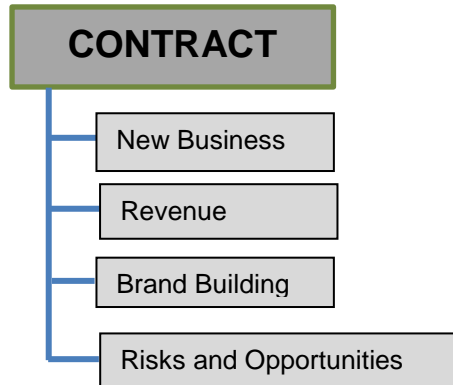 CONTRACT
New Business
Revenue
Brand Building
Risks and Opportunities